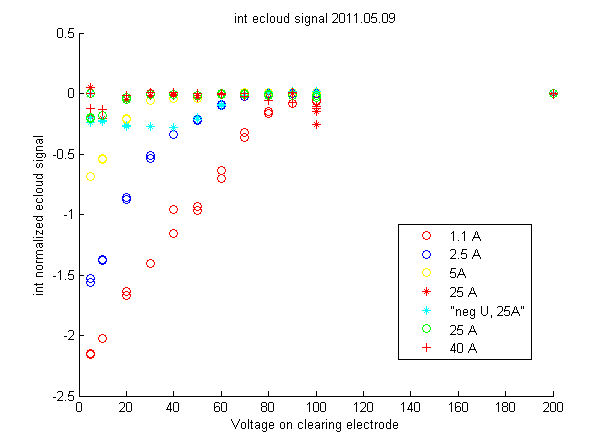 int ecloud signal 2011.05.09
int normalized ecloud signal
0.5
0
-0.5
-1
-1.5
-2
-2.5
0 20 40 60 80 100 120 140 160 180 200
Voltage on clearing electrode
1.1 A
2.5 A
5A
25 A
"neg U, 25A"
25 A
40 A